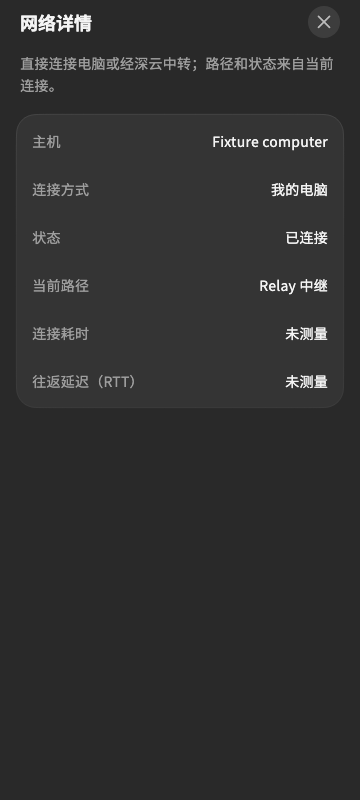 网络详情
直接连接电脑或经深云中转；路径和状态来自当前
连接。
主机 Fixture computer
连接方式 我的电脑
状态 已连接
当前路径 Relay 中继
连接耗时 未测量
往返延迟（RTT） 未测量